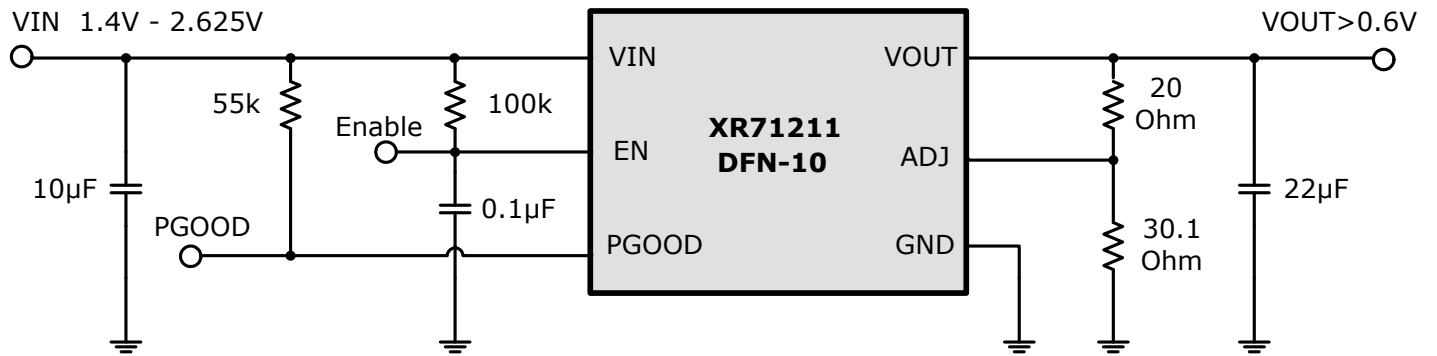 VIN 1.4V - 2.625V
VOUT>0.6V
VIN
VOUT
55k
100k
20
Ohm
Enable
XR71211
DFN-10
EN
ADJ
10µF
0.1µF
22µF
PGOOD
PGOOD
GND
30.1
Ohm